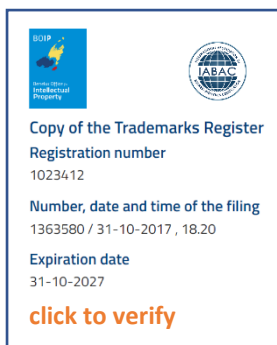 BOIP
Benelux Office for
Intellectual
Property
IABAC
Copy of the Trademarks Register
Registration number
1023412
Number, date and time of the filing
1363580 / 31-10-2017 , 18.20
Expiration date
31-10-2027
click to verify